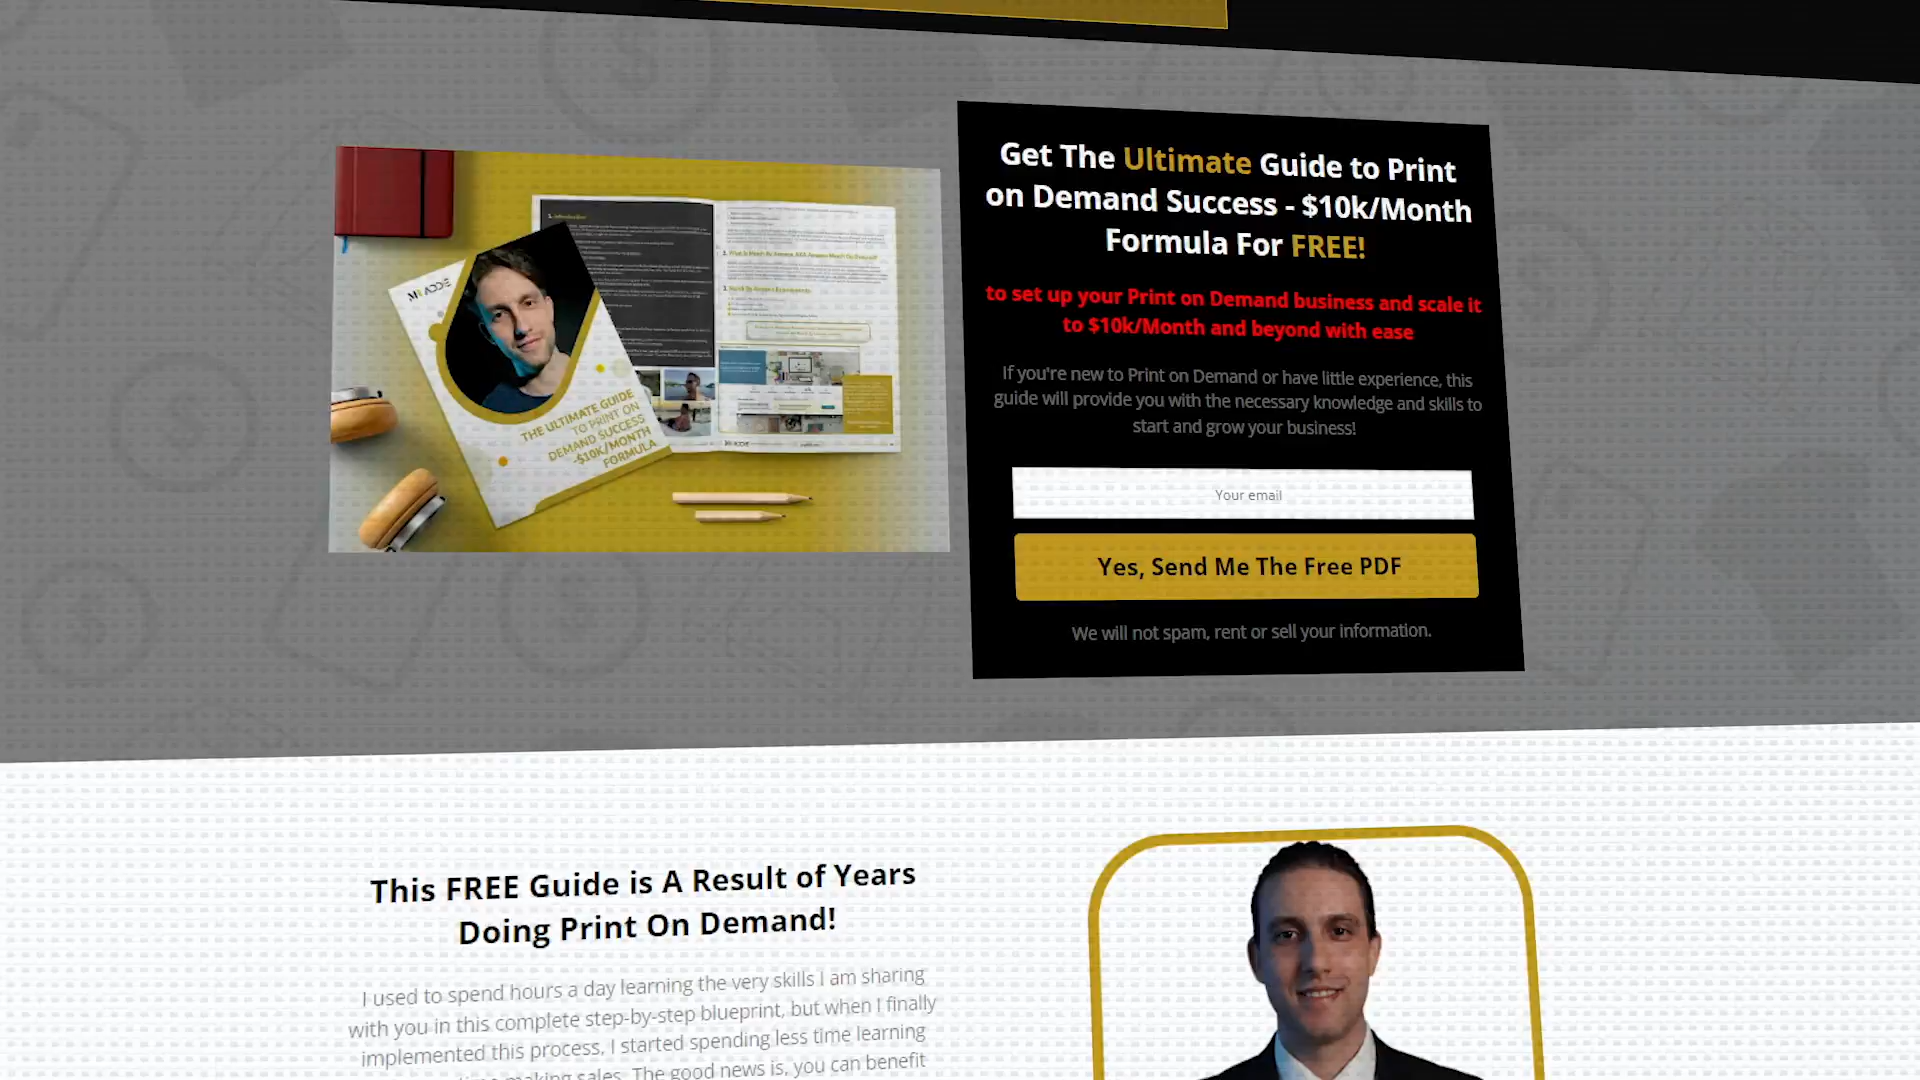 Get The Ultimate Guide to Print
on Demand Success - $10k/Month
Formula For FREE!
to set up your Print on Demand business and scale it
to $10k/Month and beyond with ease
If you're new to Print on Demand or have little experience, this
guide will provide you with the necessary knowledge and skills to
start and grow your business!
Your email
Yes, Send Me The Free PDF
We will not spam, rent or sell your information.
1. Introduction
THE ULTIMATE GUIDE
TO PRINT ON
DEMAND SUCCESS
-$10K/MONTH
FORMULA
This FREE Guide is A Result of Years
Doing Print On Demand!
I used to spend hours a day learning the very skills I am sharing
with you in this complete step-by-step blueprint, but when I finally
implemented this process, I started spending less time learning
making sales. The good news is, you can benefit